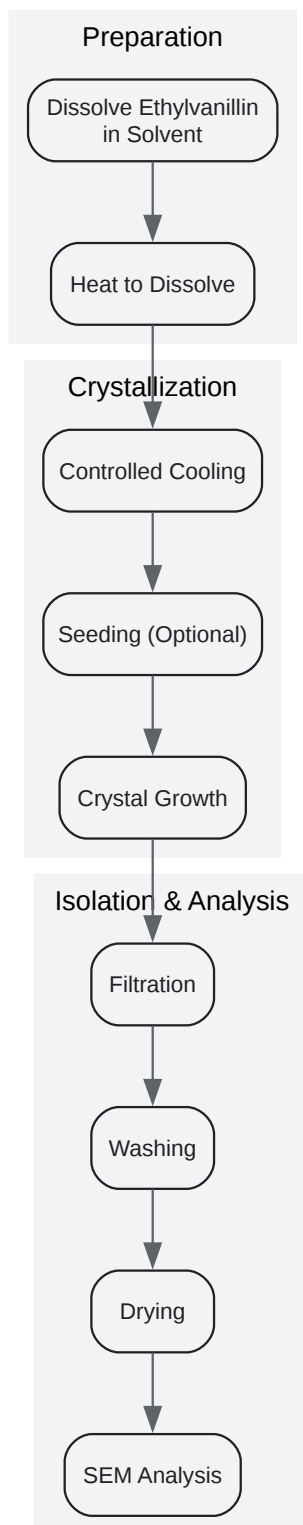 Preparation
Dissolve Ethylvanillin
in Solvent
Heat to Dissolve
Crystallization
Controlled Cooling
Seeding (Optional)
Crystal Growth
Isolation & Analysis
Filtration
Washing
Drying
SEM Analysis